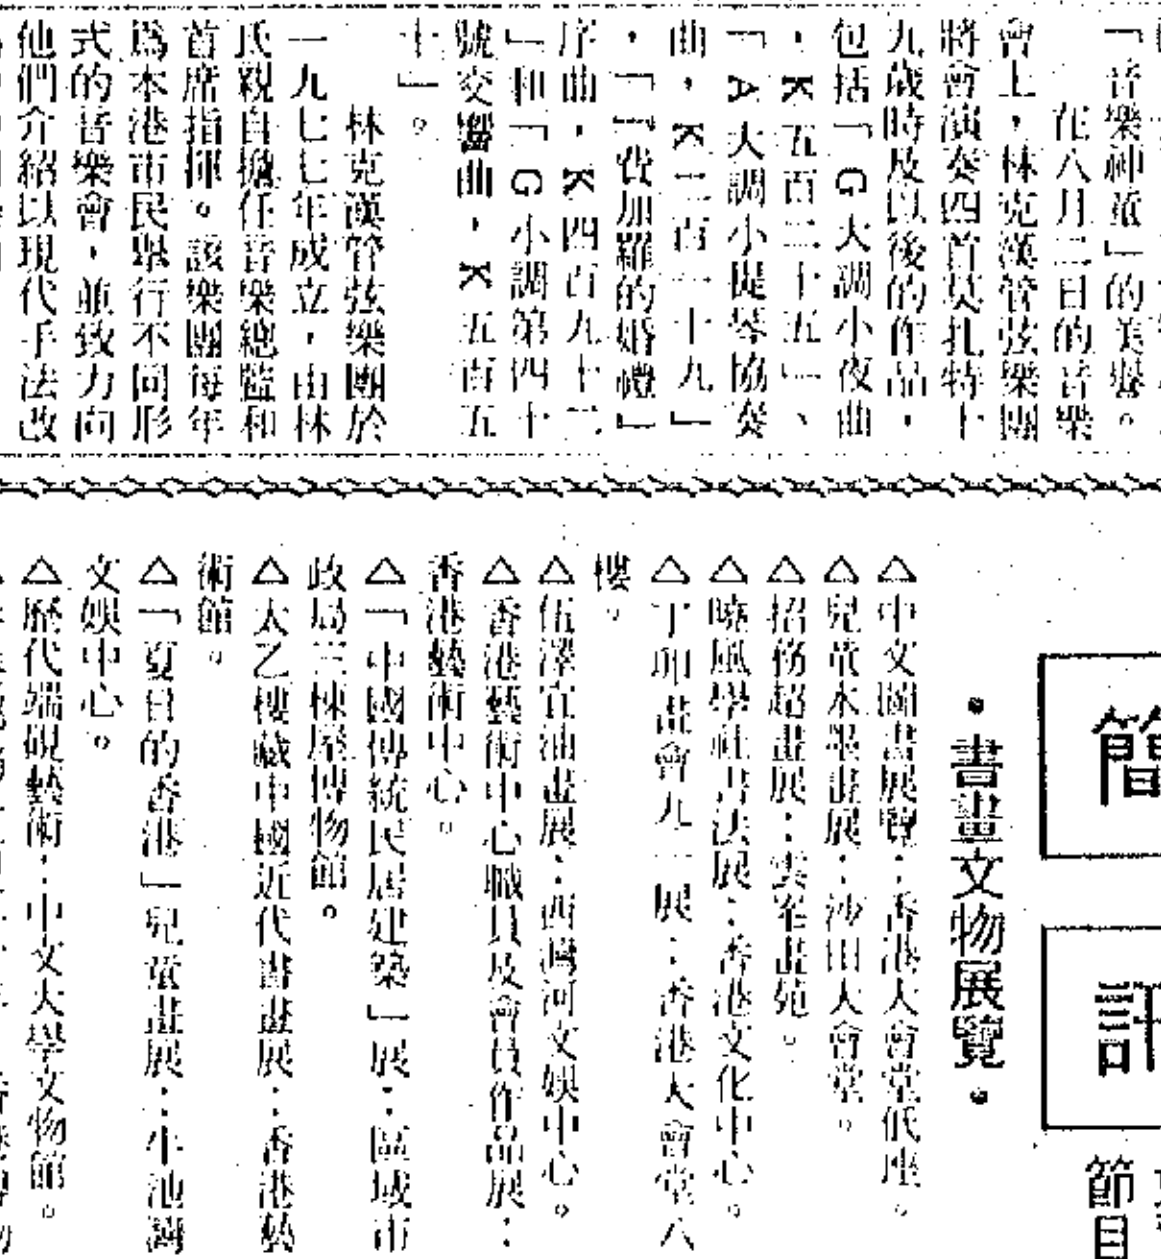 「音樂神童」的美譽。
在八月二日的音樂
會上，林克漢管弦樂團
將會演奏四首莫扎特十
九歲時及以後的作品，
包括「G大調小夜曲
，K五百二十五」、
「A大調小提琴協奏
曲，K二百一十九」
，「『費加羅的婚禮』
序曲，K四百九十二
」和「G小調第四十
號交響曲，K五百五
十」。
林克漢管弦樂團於
一九七七年成立，由林
氏親自擔任音樂總監和
首席指揮。該樂團每年
為本港市民舉行不同形
式的音樂會，並致力向
他們介紹以現代手法改
簡
訂
節目
•書畫文物展覽•
△中文圖書展覽：香港大會堂低座。
△兒童水墨畫展：沙田大會堂。
△招務超畫展：雲峯畫苑。
△曉風學社書法展：香港文化中心。
△丁卯畫會九一展：香港大會堂八
樓。
△伍澤宜油畫展：西灣河文娛中心。
△香港藝術中心職員及會員作品展：
香港藝術中心。
△「中國傳統民居建築」展：區域市
政局三棟屋博物館。
△太乙樓藏中國近代書畫展：香港藝
術館。
△「夏日的香港」兒童畫展：牛池灣
文娛中心。
△歷代端硯藝術：中文大學文物館。